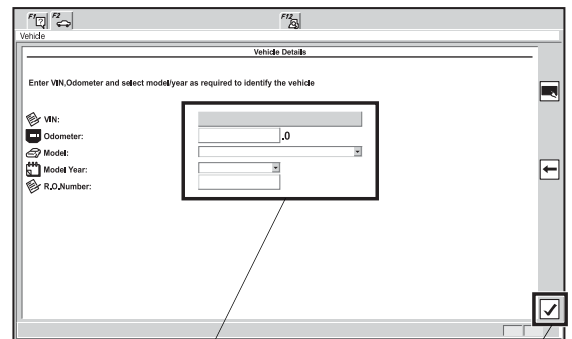 F1 F2 F12
Vehicle
Vehicle Details
Enter VIN,Odometer and select model/year as required to identify the vehicle
VIN:
Odometer: .0
Model:
Model Year:
R.O.Number: